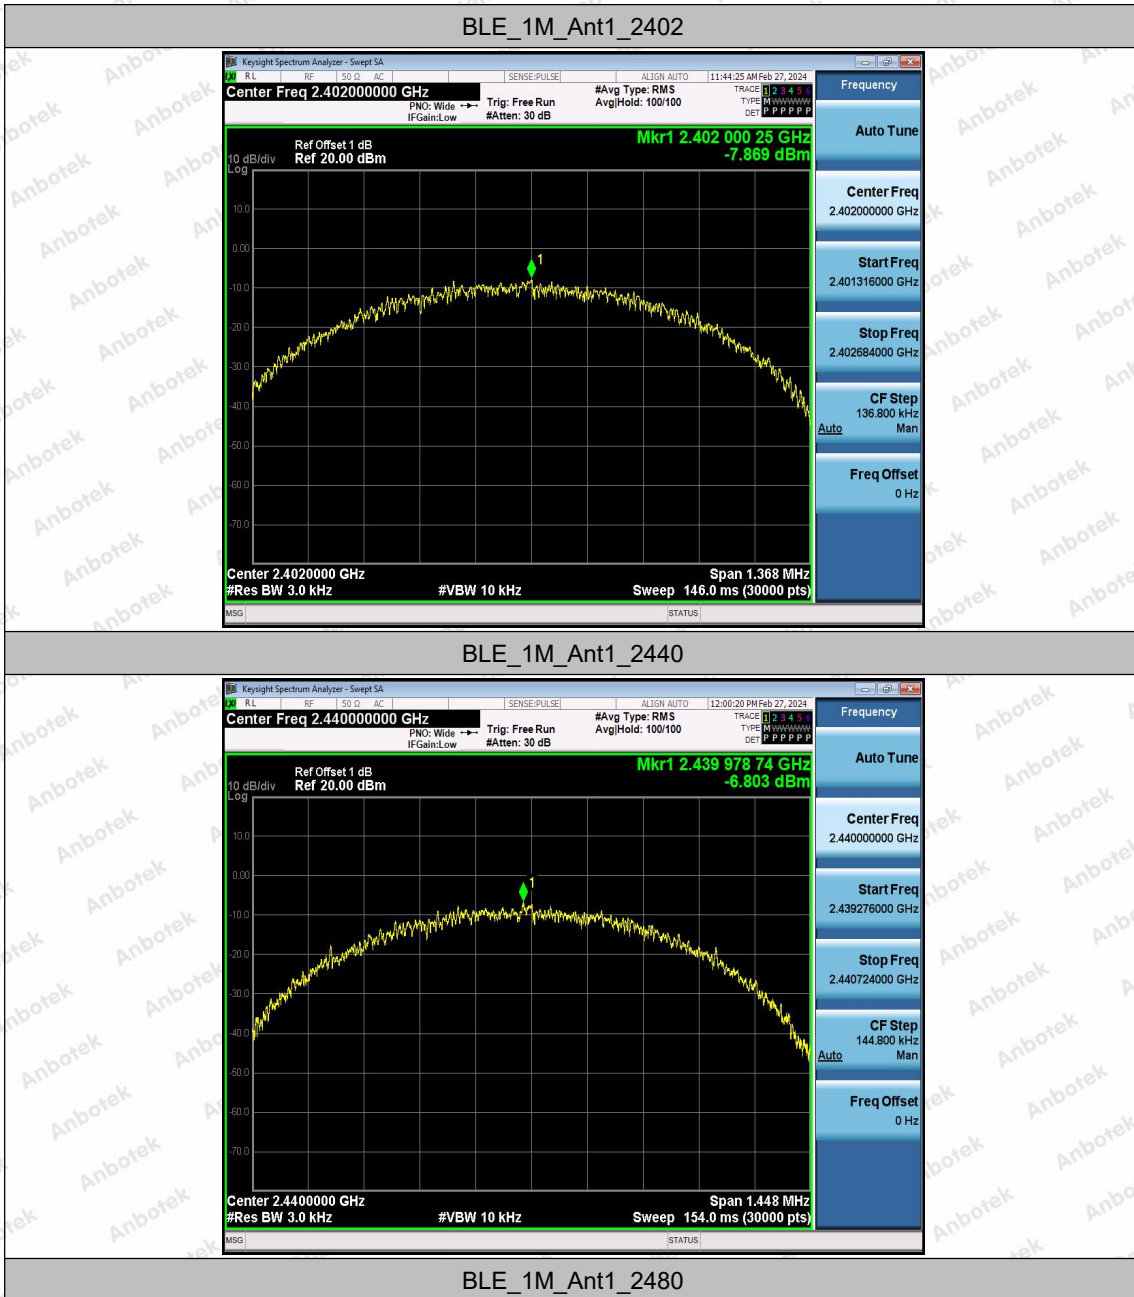 BLE_1M_Ant1_2402
Keysight Spectrum Analyzer - Swept SA
LXI RL RF 50 Ω AC SENSE:PULSE ALIGN AUTO 11:44:25 AM Feb 27, 2024
Center Freq 2.402000000 GHz
PNO: Wide
IFGain:Low
Trig: Free Run
#Atten: 30 dB
#Avg Type: RMS
Avg|Hold: 100/100
TRACE 1 2 3 4 5 6
TYPE M WWWWW
DET P P P P P P
Frequency
Auto Tune
Mkr1 2.402 000 25 GHz
-7.869 dBm
Ref Offset 1 dB
10 dB/div Ref 20.00 dBm
Log
10.0
0.00
-10.0
-20.0
-30.0
-40.0
-50.0
-60.0
-70.0
1
Center Freq
2.402000000 GHz
Start Freq
2.401316000 GHz
Stop Freq
2.402684000 GHz
CF Step
136.800 kHz
Auto Man
Freq Offset
0 Hz
Center 2.4020000 GHz Span 1.368 MHz
#Res BW 3.0 kHz #VBW 10 kHz Sweep 146.0 ms (30000 pts)
MSG STATUS
BLE_1M_Ant1_2440
Keysight Spectrum Analyzer - Swept SA
LXI RL RF 50 Ω AC SENSE:PULSE ALIGN AUTO 12:00:20 PM Feb 27, 2024
Center Freq 2.440000000 GHz
PNO: Wide
IFGain:Low
Trig: Free Run
#Atten: 30 dB
#Avg Type: RMS
Avg|Hold: 100/100
TRACE 1 2 3 4 5 6
TYPE M WWWWW
DET P P P P P P
Frequency
Auto Tune
Mkr1 2.439 978 74 GHz
-6.803 dBm
Ref Offset 1 dB
10 dB/div Ref 20.00 dBm
Log
10.0
0.00
-10.0
-20.0
-30.0
-40.0
-50.0
-60.0
-70.0
1
Center Freq
2.440000000 GHz
Start Freq
2.439276000 GHz
Stop Freq
2.440724000 GHz
CF Step
144.800 kHz
Auto Man
Freq Offset
0 Hz
Center 2.4400000 GHz Span 1.448 MHz
#Res BW 3.0 kHz #VBW 10 kHz Sweep 154.0 ms (30000 pts)
MSG STATUS
BLE_1M_Ant1_2480
Anbotek